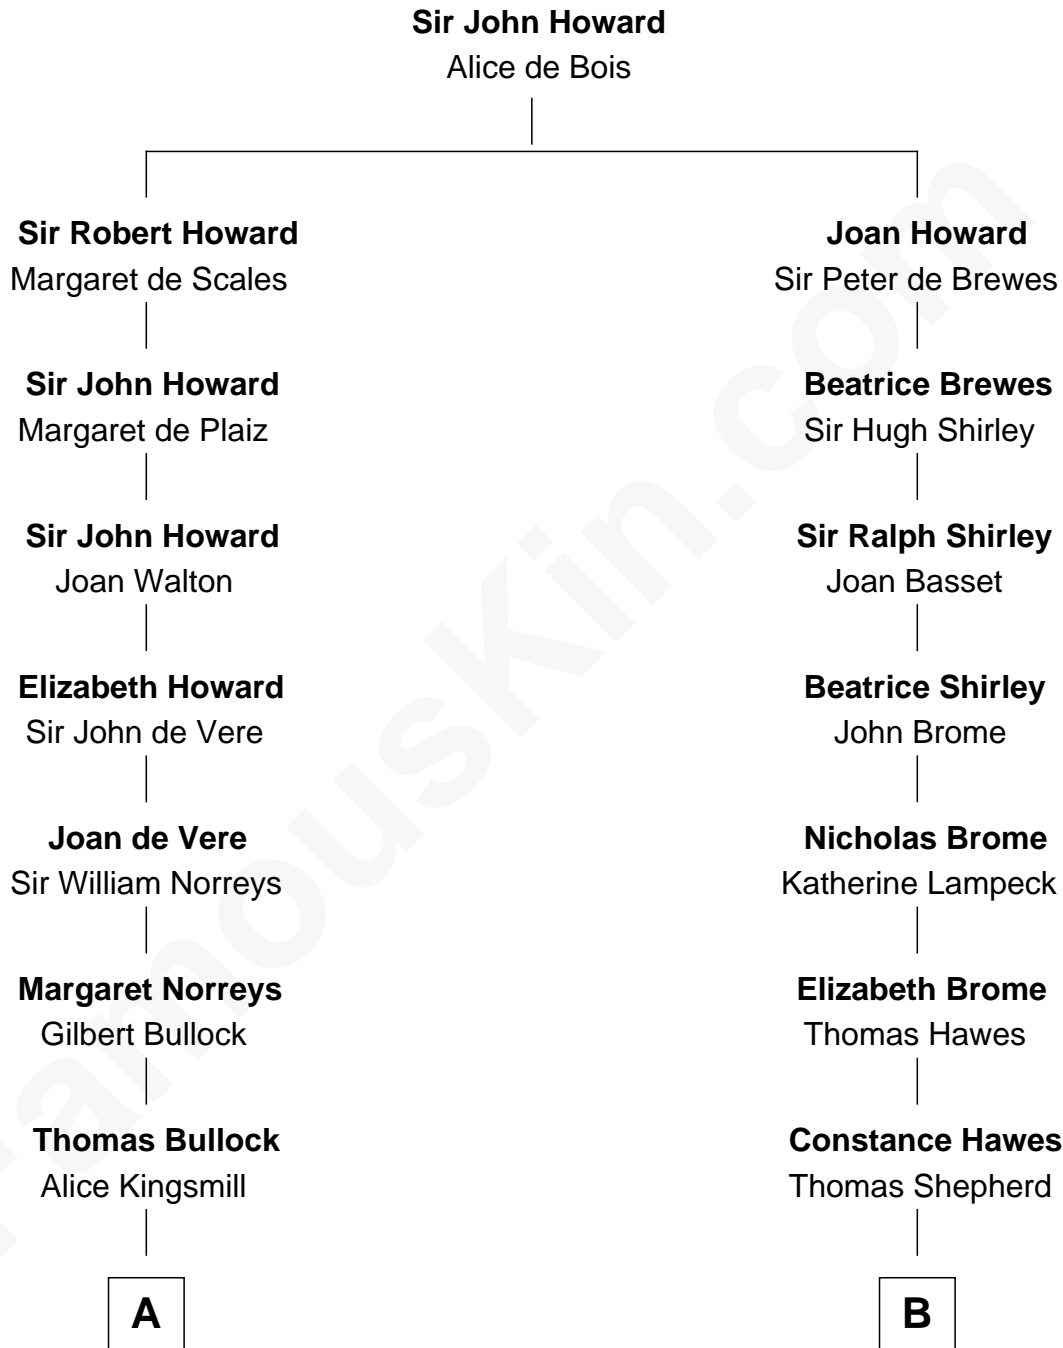 Sir John Howard
Alice de Bois
Sir Robert Howard
Margaret de Scales
Joan Howard
Sir Peter de Brewes
Sir John Howard
Margaret de Plaiz
Beatrice Brewes
Sir Hugh Shirley
Sir John Howard
Joan Walton
Sir Ralph Shirley
Joan Basset
Elizabeth Howard
Sir John de Vere
Beatrice Shirley
John Brome
Joan de Vere
Sir William Norreys
Nicholas Brome
Katherine Lampeck
Margaret Norreys
Gilbert Bullock
Elizabeth Brome
Thomas Hawes
Thomas Bullock
Alice Kingsmill
Constance Hawes
Thomas Shepherd
A
B
FamousKin.com